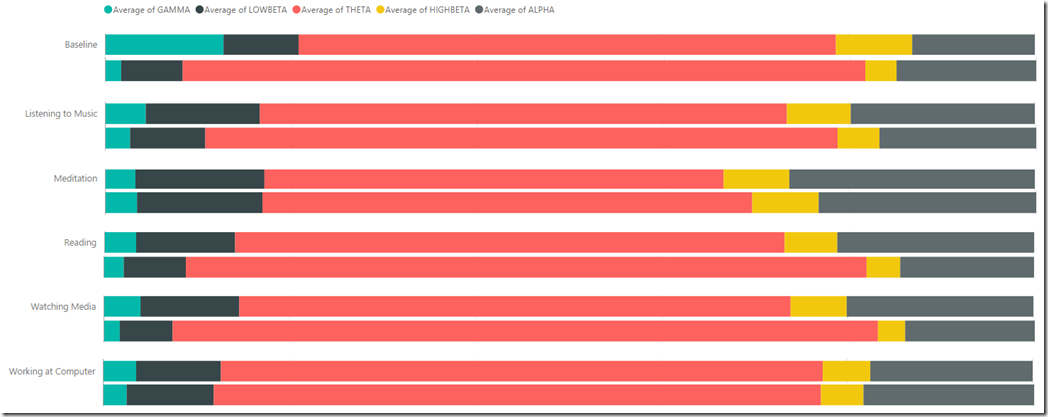 Average of GAMMA Average of LOWBETA Average of THETA Average of HIGHBETA Average of ALPHA
Baseline
Listening to Music
Meditation
Reading
Watching Media
Working at Computer